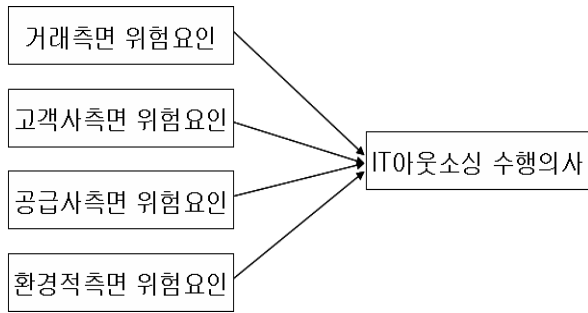 거래측면 위험요인
고객사측면 위험요인
공급사측면 위험요인
환경적측면 위험요인
IT아웃소싱 수행의사